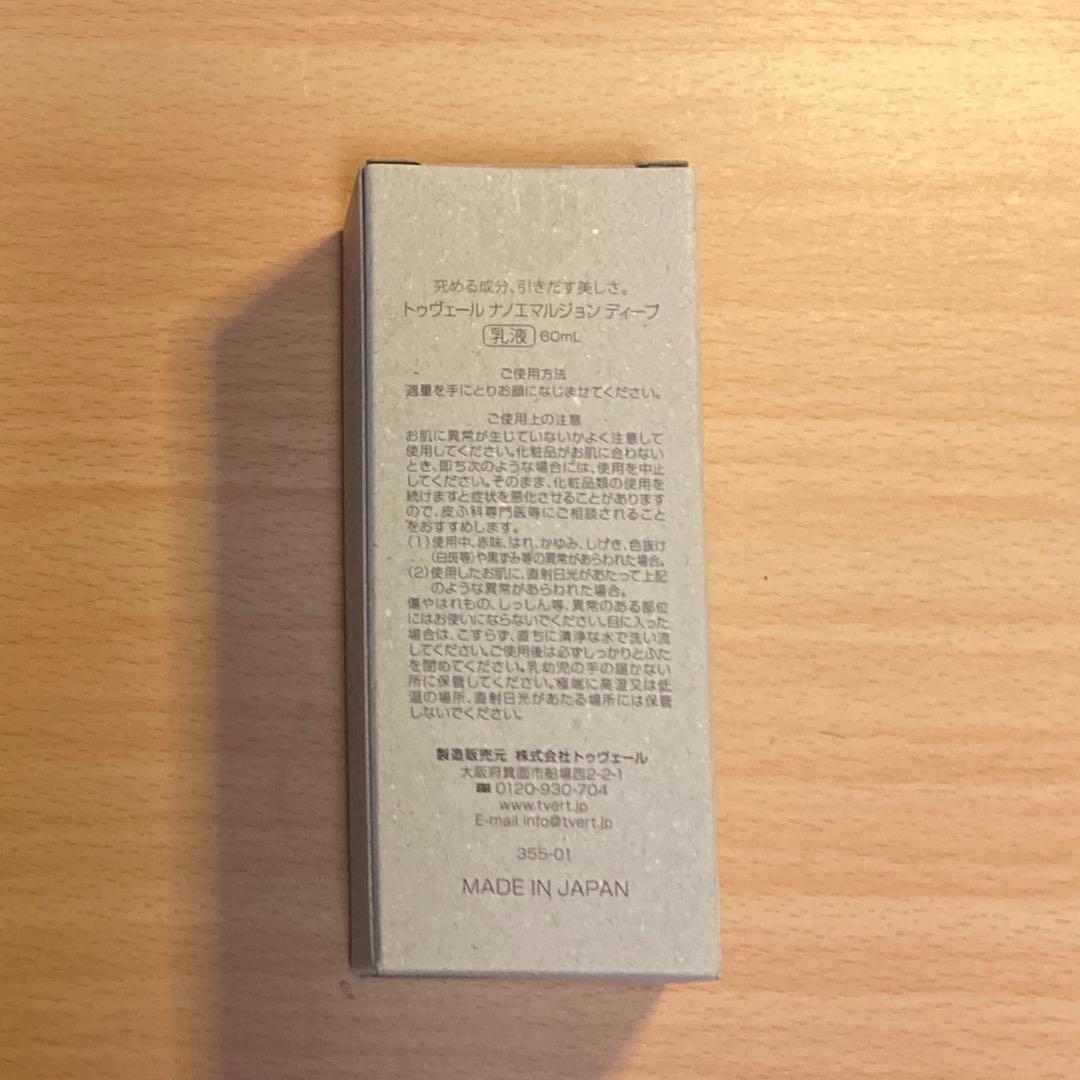 究める成分、引きだす美しさ。
トゥヴェール ナノエマルジョン ディープ
乳液 60mL
ご使用方法
適量を手にとりお顔になじませてください。
ご使用上の注意
お肌に異常が生じていないかよく注意して
使用してください。化粧品がお肌に合わない
とき、即ち次のような場合には、使用を中止
してください。そのまま、化粧品類の使用を
続けますと症状を悪化させることがあります
ので、皮ふ科専門医等にご相談されること
をおすすめします。
(1)使用中、赤味、はれ、かゆみ、しげき、色抜け
(白斑等)や黒ずみ等の異常があらわれた場合。
(2)使用したお肌に、直射日光があたって上記
のような異常があらわれた場合。
傷やはれもの、しっしん等、異常のある部位
にはお使いにならないでください。目に入った
場合は、こすらず、直ちに清浄な水で洗い流
してください。ご使用後は必ずしっかりとふた
を閉めてください。乳幼児の手の届かない
所に保管してください。極端に高温又は低
温の場所、直射日光があたる場所には保管
しないでください。
製造販売元 株式会社トゥヴェール
大阪府箕面市船場西2-2-1
0120-930-704
www.tvert.jp
E-mail info@tvert.jp
355-01
MADE IN JAPAN